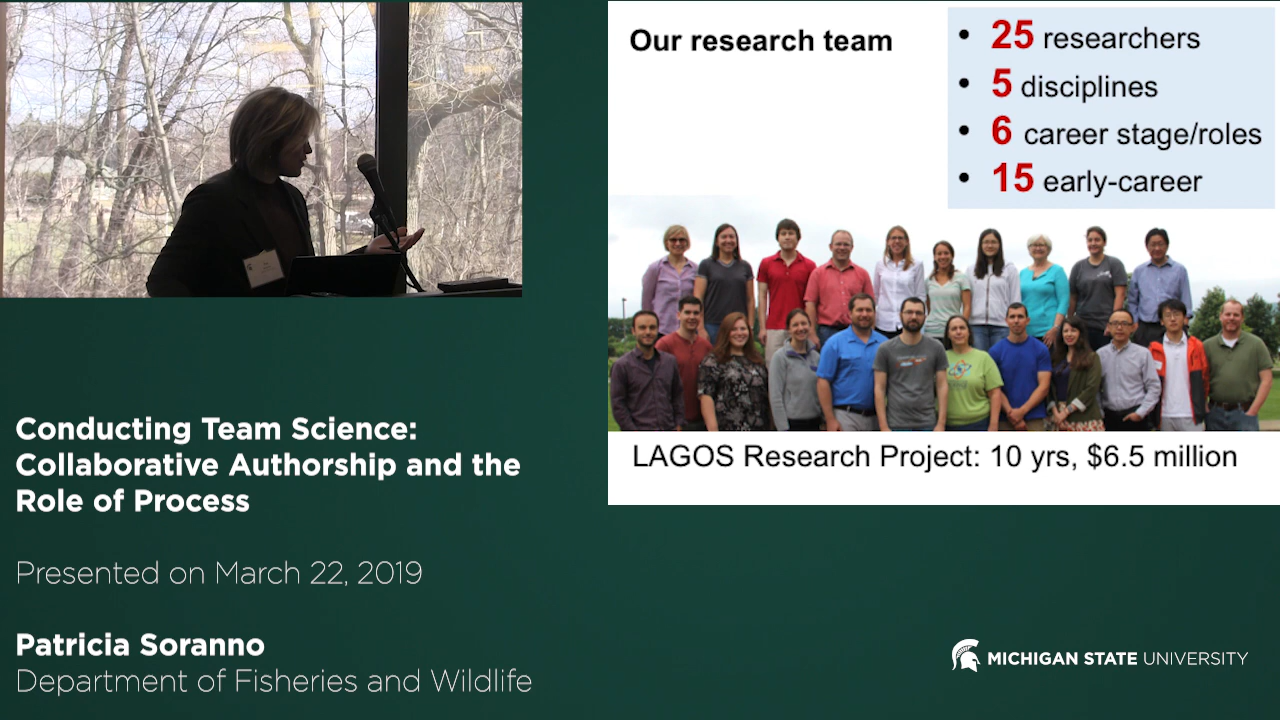 Our research team
• 25 researchers
• 5 disciplines
• 6 career stage/roles
• 15 early-career
LAGOS Research Project: 10 yrs, $6.5 million
Conducting Team Science:
Collaborative Authorship and the
Role of Process
Presented on March 22, 2019
Patricia Soranno
Department of Fisheries and Wildlife
MICHIGAN STATE UNIVERSITY